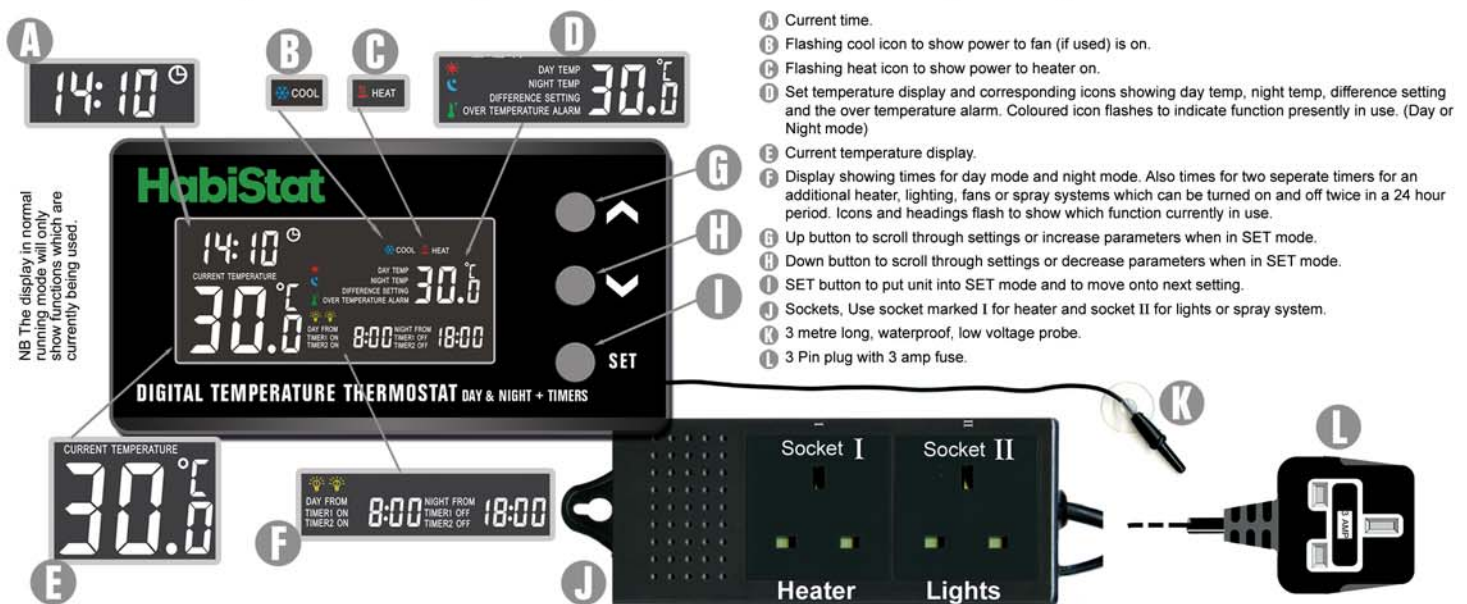 A
14:10
B
COOL
C
HEAT
D
DAY TEMP
NIGHT TEMP
DIFFERENCE SETTING
OVER TEMPERATURE ALARM
30.0
°C
HabiStat
14:10
COOL HEAT
CURRENT TEMPERATURE
30.0
°C
DAY TEMP
NIGHT TEMP
DIFFERENCE SETTING
OVER TEMPERATURE ALARM
30.0
°C
DAY FROM
TIMER1 ON
TIMER2 ON
8:00
NIGHT FROM
TIMER1 OFF
TIMER2 OFF
18:00
SET
DIGITAL TEMPERATURE THERMOSTAT DAY & NIGHT + TIMERS
NB The display in normal
running mode will only
show functions which are
currently being used.
G
H
I
CURRENT TEMPERATURE
30.0
°C
E
DAY FROM
TIMER1 ON
TIMER2 ON
8:00
NIGHT FROM
TIMER1 OFF
TIMER2 OFF
18:00
F
I
II
Socket I
Socket II
Heater
Lights
J
K
L
3 AMP
A Current time.
B Flashing cool icon to show power to fan (if used) is on.
C Flashing heat icon to show power to heater on.
D Set temperature display and corresponding icons showing day temp, night temp, difference setting
and the over temperature alarm. Coloured icon flashes to indicate function presently in use. (Day or
Night mode)
E Current temperature display.
F Display showing times for day mode and night mode. Also times for two seperate timers for an
additional heater, lighting, fans or spray systems which can be turned on and off twice in a 24 hour
period. Icons and headings flash to show which function currently in use.
G Up button to scroll through settings or increase parameters when in SET mode.
H Down button to scroll through settings or decrease parameters when in SET mode.
I SET button to put unit into SET mode and to move onto next setting.
J Sockets, Use socket marked I for heater and socket II for lights or spray system.
K 3 metre long, waterproof, low voltage probe.
L 3 Pin plug with 3 amp fuse.